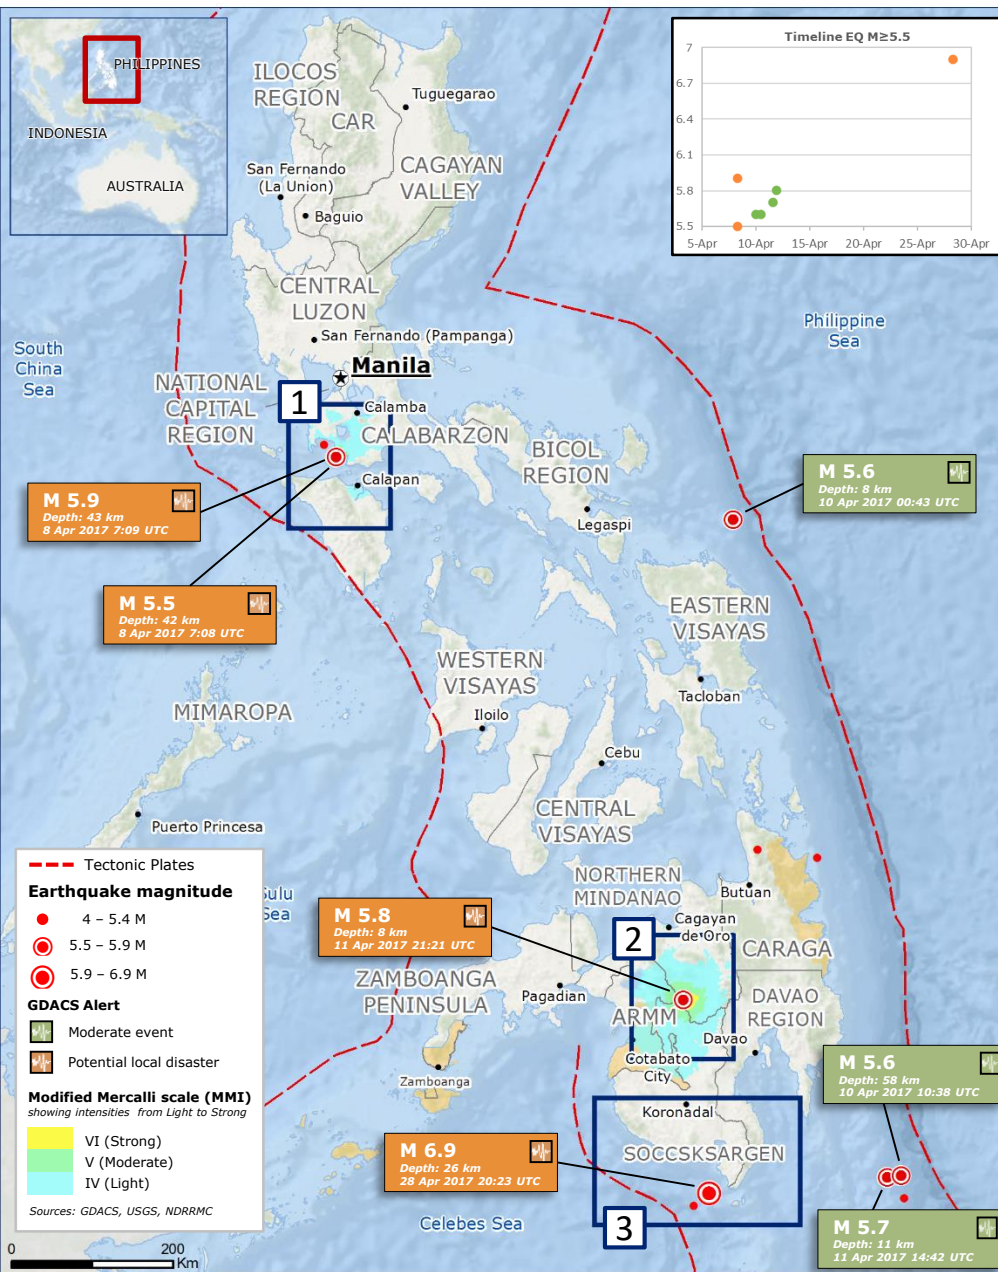 PHILIPPINES
INDONESIA
AUSTRALIA
Timeline EQ M≥5.5
7
6.7
6.4
6.1
5.8
5.5
5-Apr
10-Apr
15-Apr
20-Apr
25-Apr
30-Apr
ILOCOS
REGION
CAR
Tuguegarao
CAGAYAN
VALLEY
San Fernando
(La Union)
Baguio
CENTRAL
LUZON
San Fernando (Pampanga)
Philippine
Sea
South
China
Sea
Manila
NATIONAL
CAPITAL
REGION
1
Calamba
CALABARZON
BICOL
REGION
Calapan
Legaspi
M 5.9
Depth: 43 km
8 Apr 2017 7:09 UTC
M 5.6
Depth: 8 km
10 Apr 2017 00:43 UTC
M 5.5
Depth: 42 km
8 Apr 2017 7:08 UTC
EASTERN
VISAYAS
WESTERN
VISAYAS
Tacloban
MIMAROPA
Iloilo
Cebu
CENTRAL
VISAYAS
Puerto Princesa
NORTHERN
MINDANAO
Butuan
Sulu
Sea
M 5.8
Depth: 8 km
11 Apr 2017 21:21 UTC
2
Cagayan
de Oro
CARAGA
ZAMBOANGA
PENINSULA
Pagadian
ARMM
DAVAO
REGION
Davao
Cotabato
City
Zamboanga
Koronadal
M 5.6
Depth: 58 km
10 Apr 2017 10:38 UTC
SOCCSKSARGEN
M 6.9
Depth: 26 km
28 Apr 2017 20:23 UTC
Celebes Sea
3
M 5.7
Depth: 11 km
11 Apr 2017 14:42 UTC
Tectonic Plates
Earthquake magnitude
4 – 5.4 M
5.5 – 5.9 M
5.9 – 6.9 M
GDACS Alert
Moderate event
Potential local disaster
Modified Mercalli scale (MMI)
showing intensities from Light to Strong
VI (Strong)
V (Moderate)
IV (Light)
Sources: GDACS, USGS, NDRRMC
0
200
Km